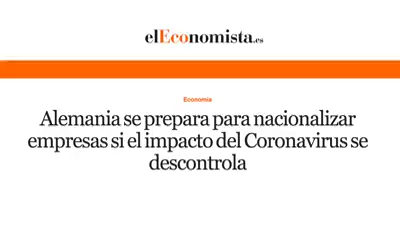 elEconomista.es
Economía
Alemania se prepara para nacionalizar
empresas si el impacto del Coronavirus se
descontrola